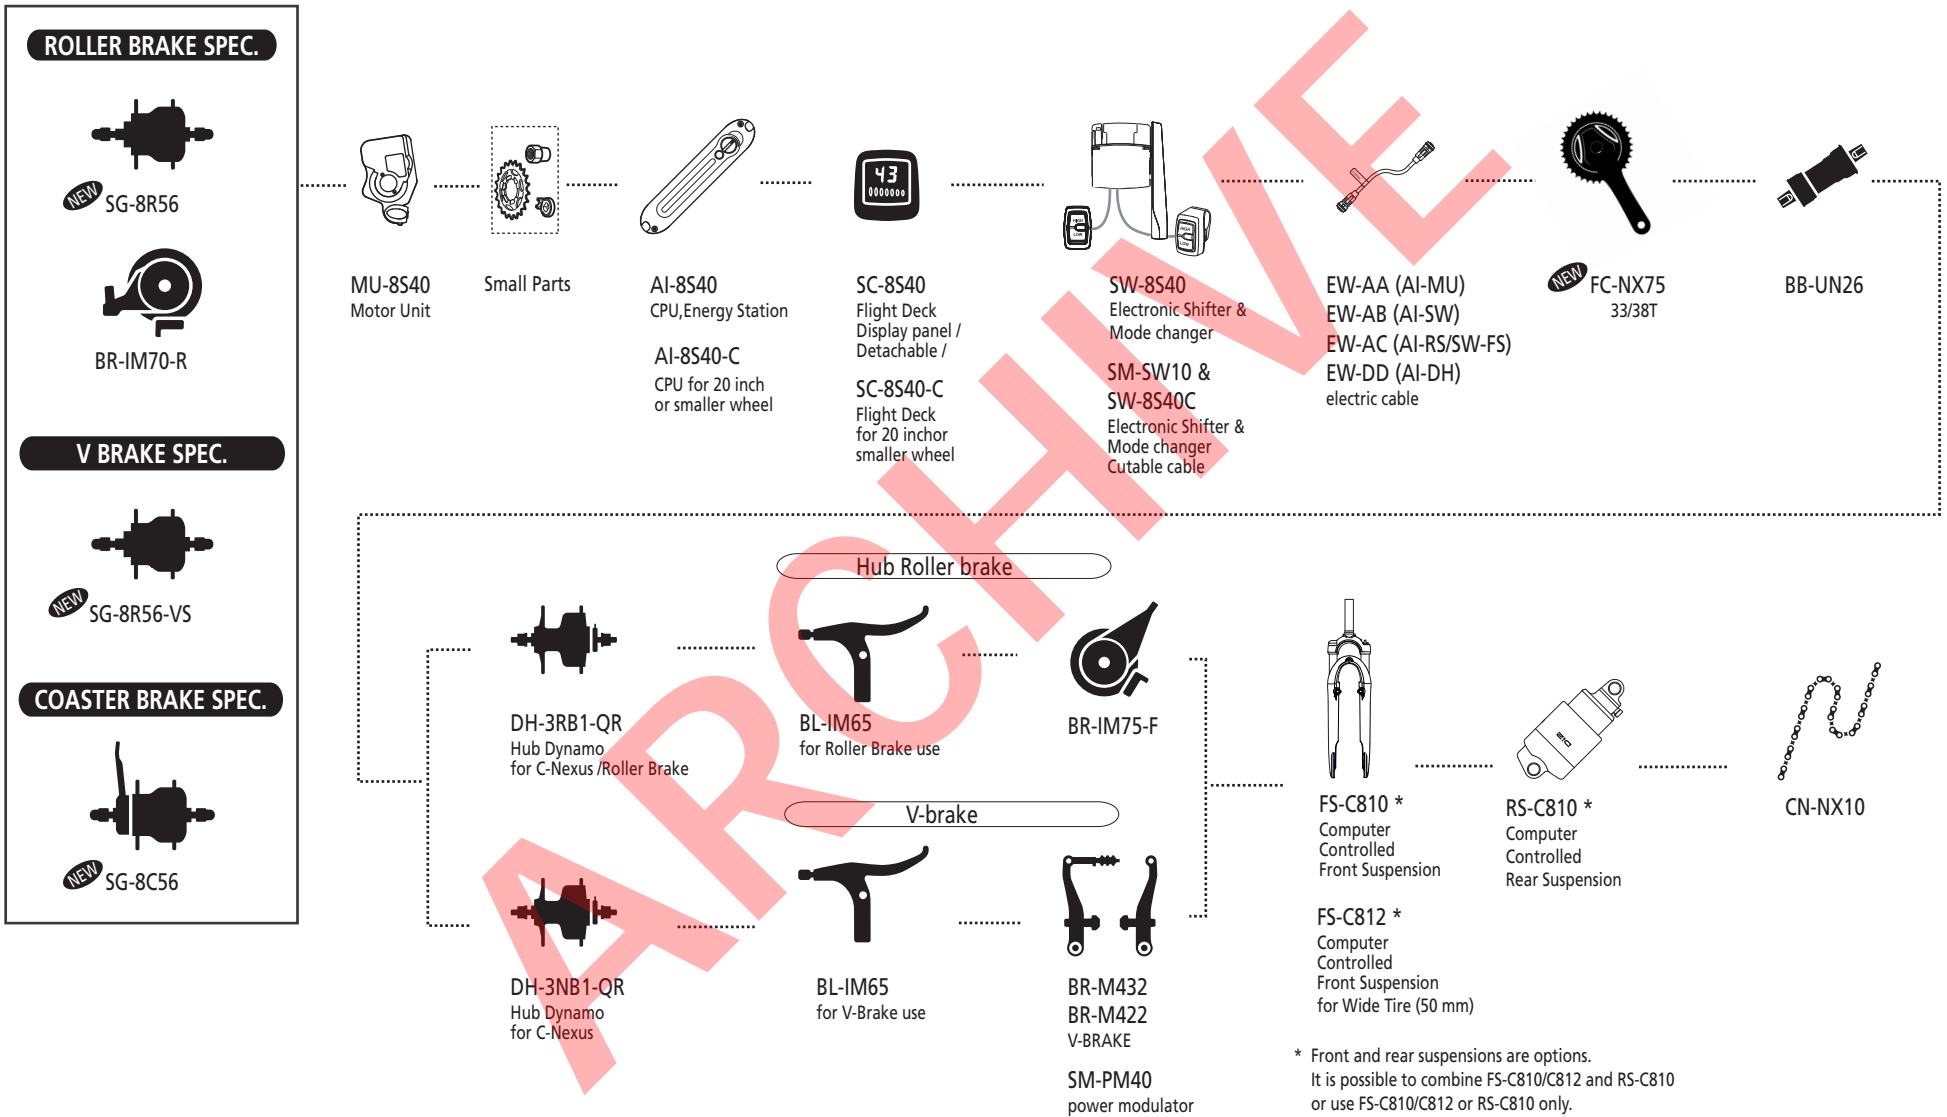 ROLLER BRAKE SPEC.
NEW SG-8R56
BR-IM70-R
V BRAKE SPEC.
NEW SG-8R56-VS
COASTER BRAKE SPEC.
NEW SG-8C56
MU-8S40
Motor Unit
Small Parts
AI-8S40
CPU,Energy Station
AI-8S40-C
CPU for 20 inch
or smaller wheel
43
0000000
SC-8S40
Flight Deck
Display panel /
Detachable /
SC-8S40-C
Flight Deck
for 20 inchor
smaller wheel
HIGH
LOW
HIGH
LOW
SW-8S40
Electronic Shifter &
Mode changer
SM-SW10 &
SW-8S40C
Electronic Shifter &
Mode changer
Cutable cable
EW-AA (AI-MU)
EW-AB (AI-SW)
EW-AC (AI-RS/SW-FS)
EW-DD (AI-DH)
electric cable
NEW FC-NX75
33/38T
BB-UN26
Hub Roller brake
DH-3RB1-QR
Hub Dynamo
for C-Nexus /Roller Brake
BL-IM65
for Roller Brake use
BR-IM75-F
V-brake
DH-3NB1-QR
Hub Dynamo
for C-Nexus
BL-IM65
for V-Brake use
BR-M432
BR-M422
V-BRAKE
SM-PM40
power modulator
FS-C810 *
Computer
Controlled
Front Suspension
FS-C812 *
Computer
Controlled
Front Suspension
for Wide Tire (50 mm)
Di2
RS-C810 *
Computer
Controlled
Rear Suspension
CN-NX10
* Front and rear suspensions are options.
It is possible to combine FS-C810/C812 and RS-C810
or use FS-C810/C812 or RS-C810 only.
ARCHIVE